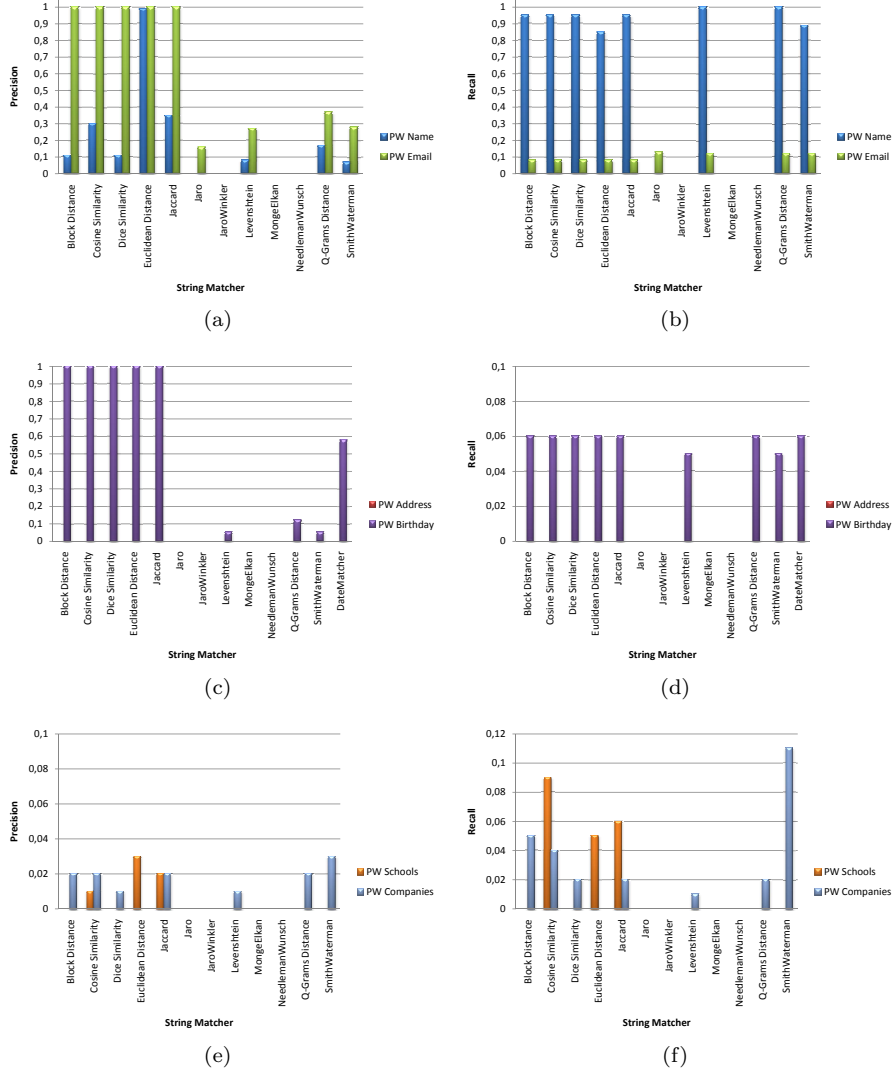 1
0,9
0,8
0,7
0,6
0,5
0,4
0,3
0,2
0,1
0
Precision
Block Distance
Cosine Similarity
Dice Similarity
Euclidean Distance
Jaccard
Jaro
JaroWinkler
Levenshtein
MongeElkan
NeedlemanWunsch
Q-Grams Distance
SmithWaterman
String Matcher
PW Name
PW Email
(a)
1
0,9
0,8
0,7
0,6
0,5
0,4
0,3
0,2
0,1
0
Recall
Block Distance
Cosine Similarity
Dice Similarity
Euclidean Distance
Jaccard
Jaro
JaroWinkler
Levenshtein
MongeElkan
NeedlemanWunsch
Q-Grams Distance
SmithWaterman
String Matcher
PW Name
PW Email
(b)
1
0,9
0,8
0,7
0,6
0,5
0,4
0,3
0,2
0,1
0
Precision
Block Distance
Cosine Similarity
Dice Similarity
Euclidean Distance
Jaccard
Jaro
JaroWinkler
Levenshtein
MongeElkan
NeedlemanWunsch
Q-Grams Distance
SmithWaterman
DateMatcher
String Matcher
PW Address
PW Birthday
(c)
0,1
0,08
0,06
0,04
0,02
0
Recall
Block Distance
Cosine Similarity
Dice Similarity
Euclidean Distance
Jaccard
Jaro
JaroWinkler
Levenshtein
MongeElkan
NeedlemanWunsch
Q-Grams Distance
SmithWaterman
DateMatcher
String Matcher
PW Address
PW Birthday
(d)
0,1
0,08
0,06
0,04
0,02
0
Precision
Block Distance
Cosine Similarity
Dice Similarity
Euclidean Distance
Jaccard
Jaro
JaroWinkler
Levenshtein
MongeElkan
NeedlemanWunsch
Q-Grams Distance
SmithWaterman
String Matcher
PW Schools
PW Companies
(e)
0,12
0,1
0,08
0,06
0,04
0,02
0
Recall
Block Distance
Cosine Similarity
Dice Similarity
Euclidean Distance
Jaccard
Jaro
JaroWinkler
Levenshtein
MongeElkan
NeedlemanWunsch
Q-Grams Distance
SmithWaterman
String Matcher
PW Schools
PW Companies
(f)